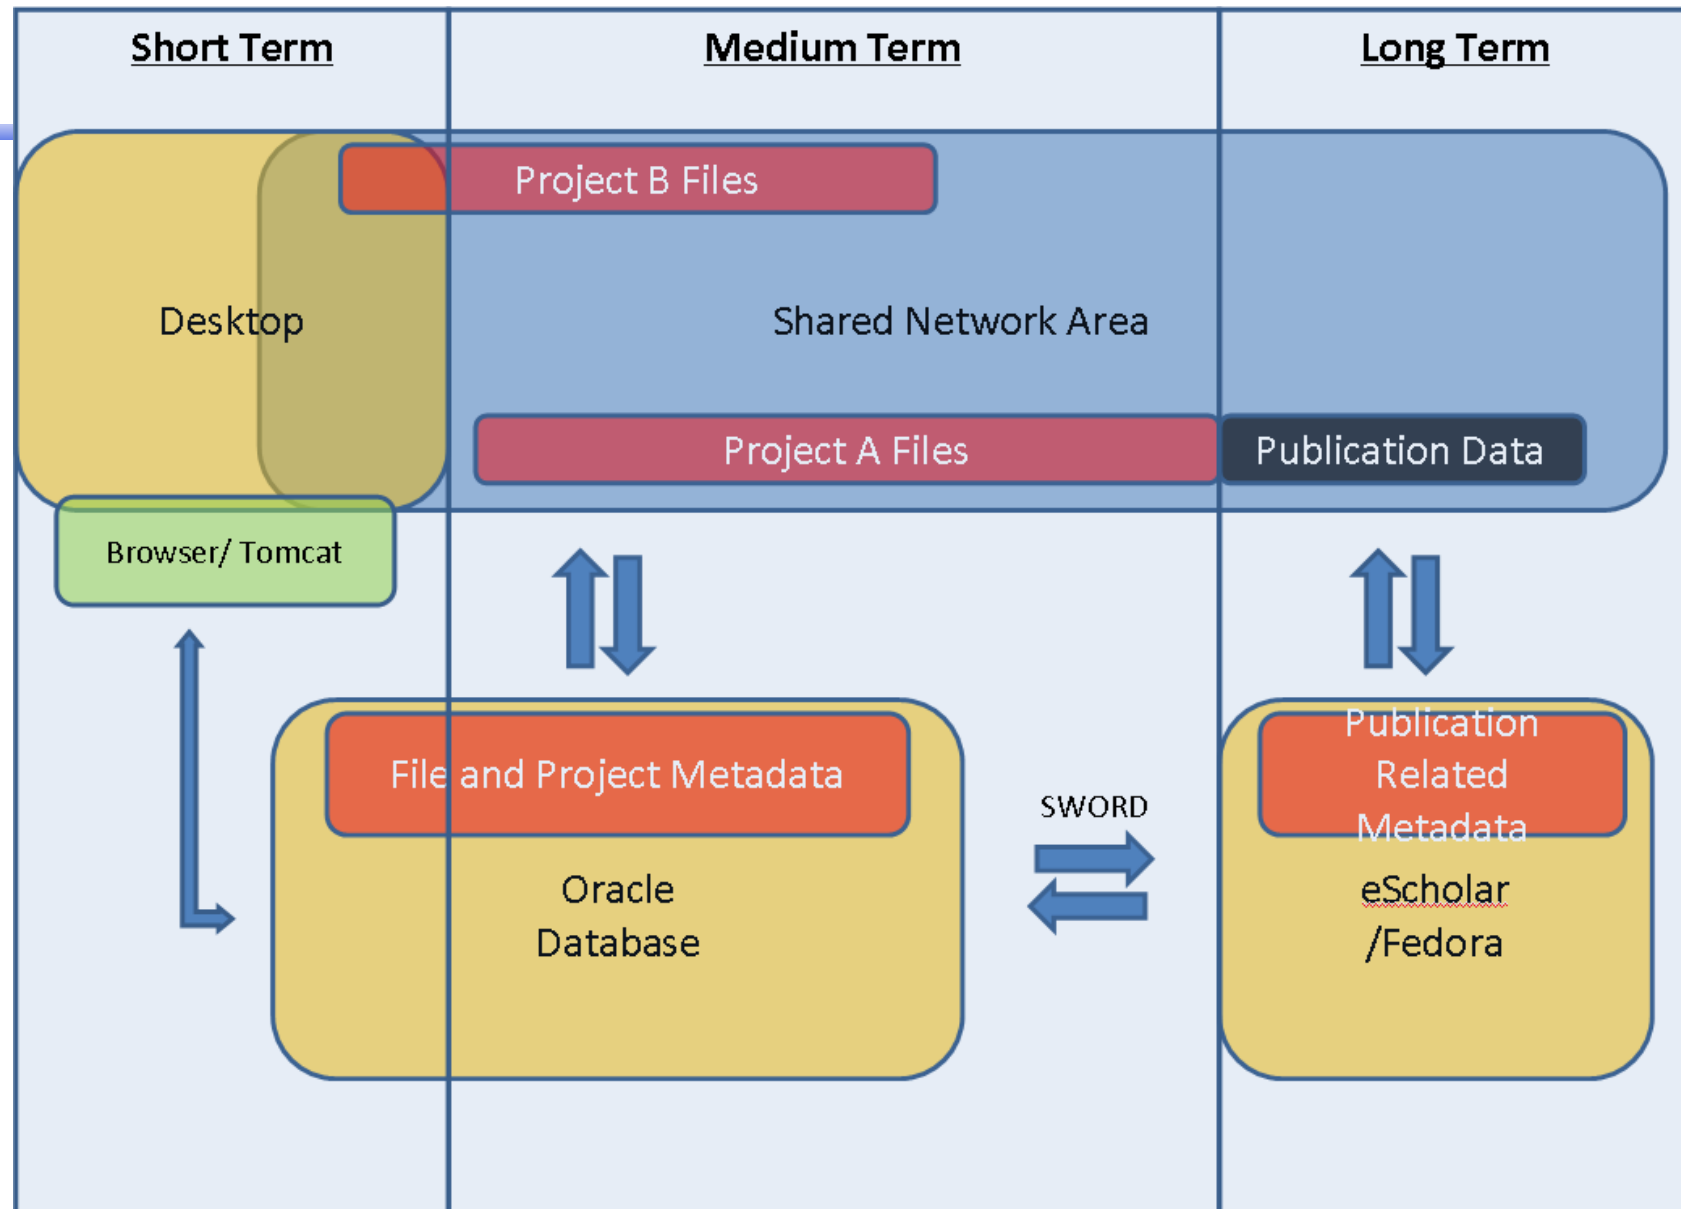 Short Term
Medium Term
Long Term
Project B Files
Desktop
Shared Network Area
Project A Files
Publication Data
Browser/ Tomcat
File and Project Metadata
Oracle
Database
SWORD
Publication
Related
Metadata
eScholar
/Fedora